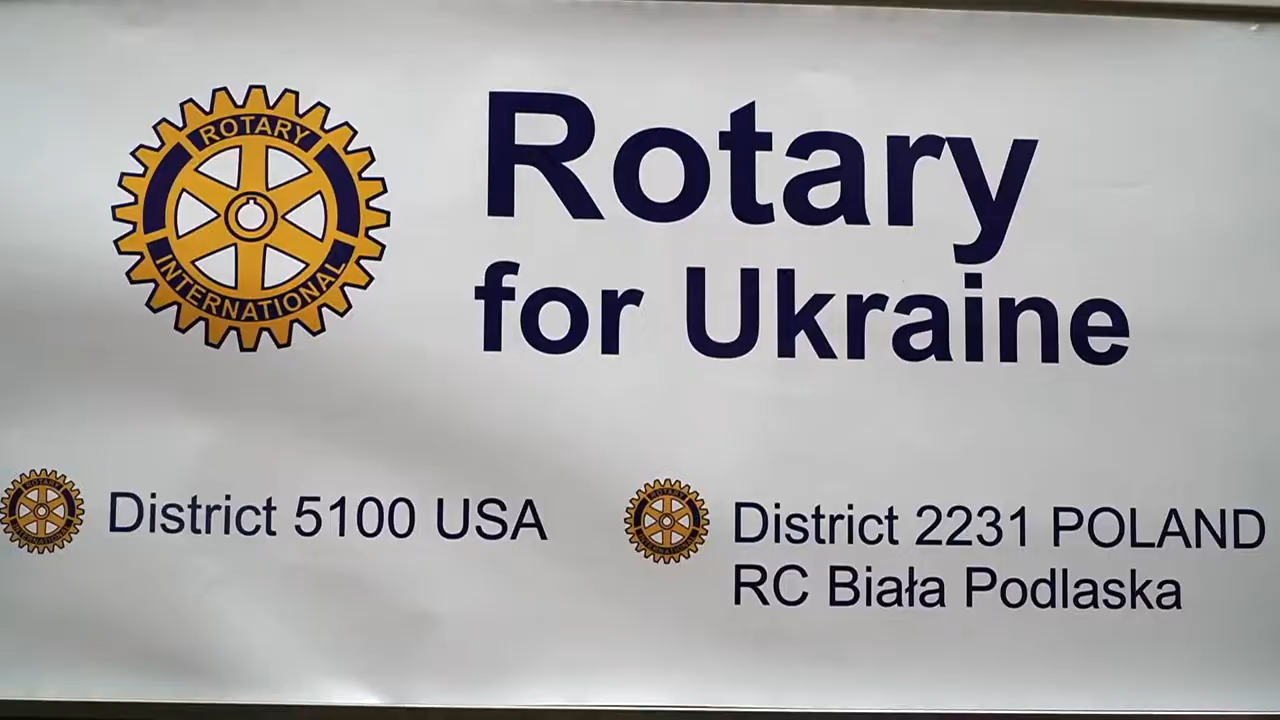 ROTARY
INTERNATIONAL
Rotary
for Ukraine
District 5100 USA
District 2231 POLAND
RC Biała Podlaska